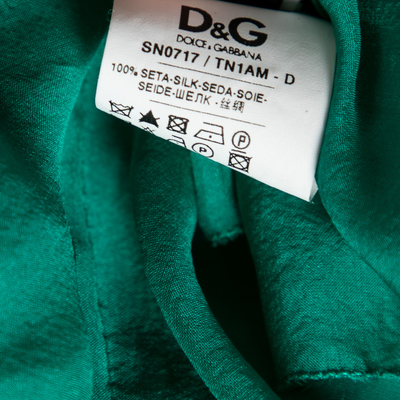 D&G
DOLCE & GABBANA
SN0717 / TN1AM - D
100% SETA-SILK-SEDA-SOIE-
SEIDE-ШЕЛК-丝绸
P
P